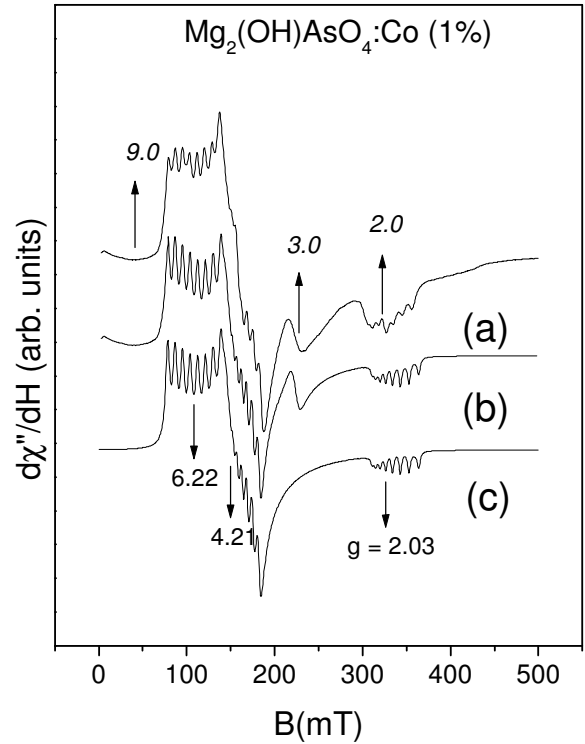 Mg₂(OH)AsO₄:Co (1%)
9.0
3.0
2.0
(a)
(b)
6.22
4.21
(c)
g = 2.03
dχ"/dH (arb. units)
0 100 200 300 400 500
B(mT)